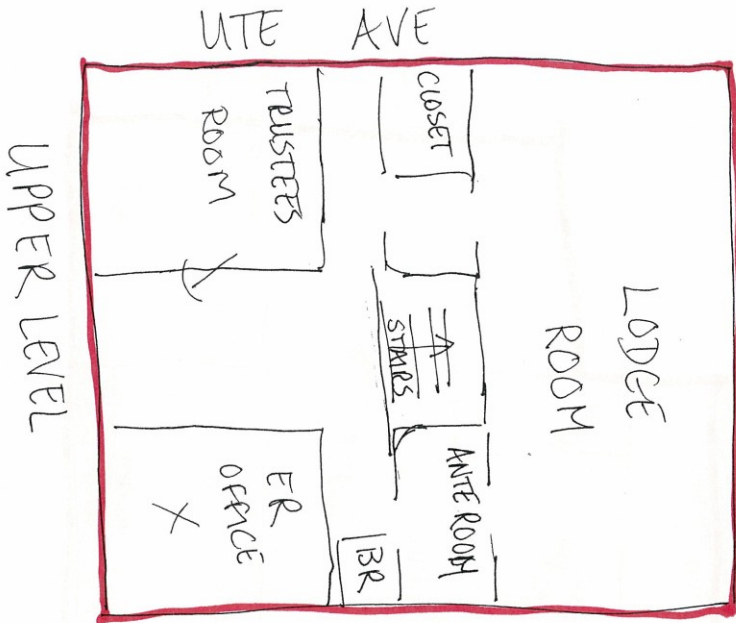 UTE AVE
CLOSET
TRUSTEES
ROOM
UPPER LEVEL
LODGE
ROOM
STAIRS
ANTE ROOM
ER
OFFICE
BR